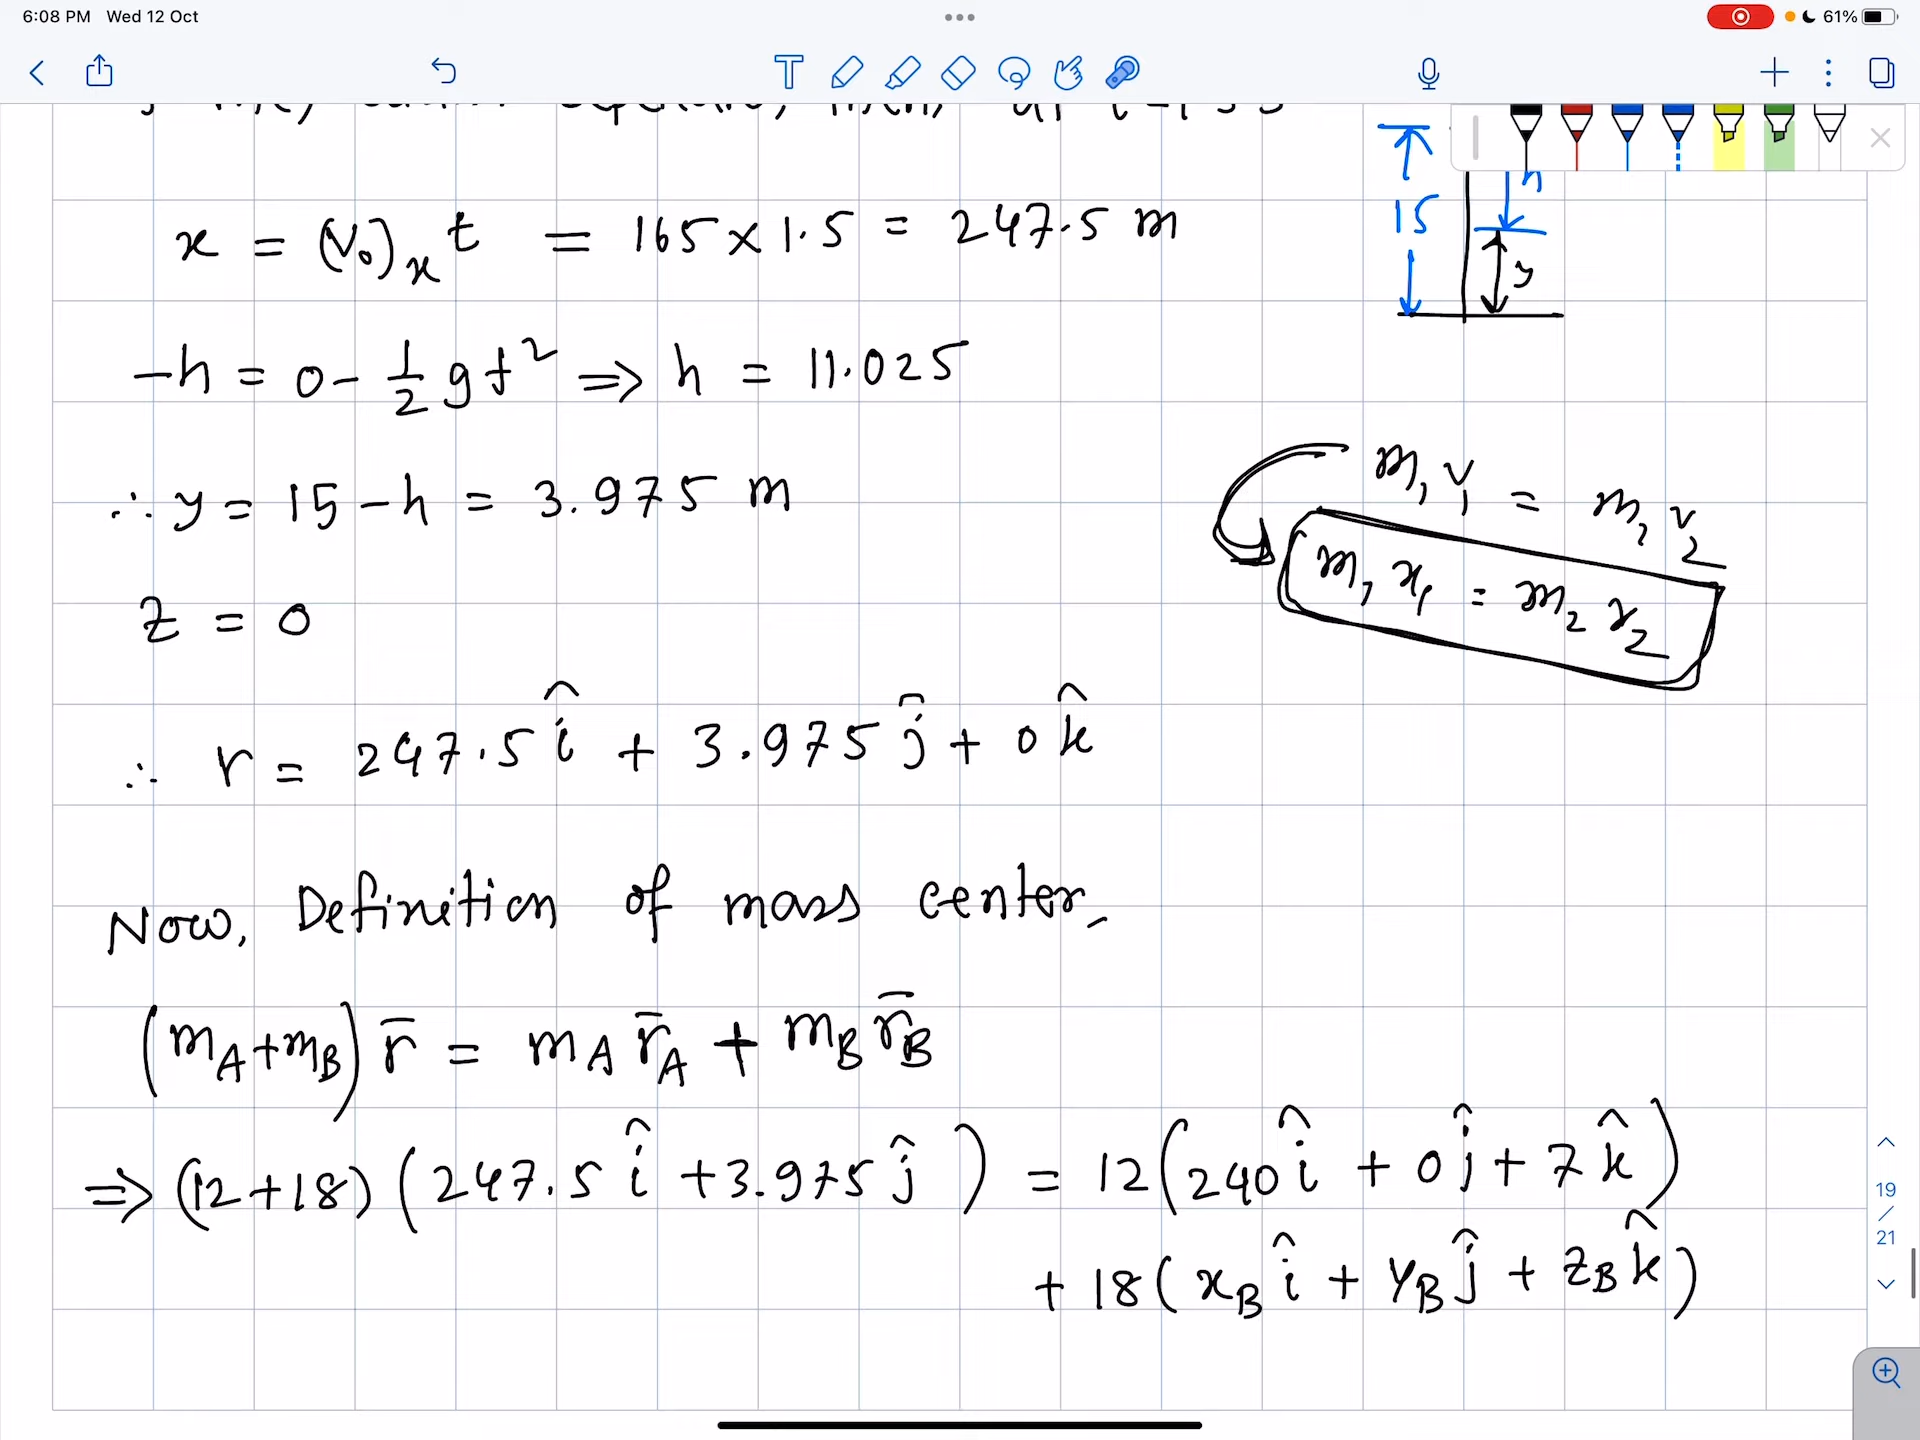 6:08 PM Wed 12 Oct
61%
T
15
h
y
x = (V₀)ₓ t = 165 × 1.5 = 247.5 m
-h = 0 - 1/2 g t² ⇒ h = 11.025
∴ y = 15 - h = 3.975 m
m₁ v₁ = m₂ v₂
m₁ x₁ = m₂ x₂
z = 0
∴ r = 247.5 î + 3.975 ĵ + 0 k̂
Now, Definition of mass center,
(mA + mB) r̄ = mA r̄A + mB r̄B
⇒ (12 + 18) (247.5 î + 3.975 ĵ ) = 12 (240 î + 0 ĵ + 7 k̂)
+ 18 ( xB î + yB ĵ + zB k̂ )
19
/
21